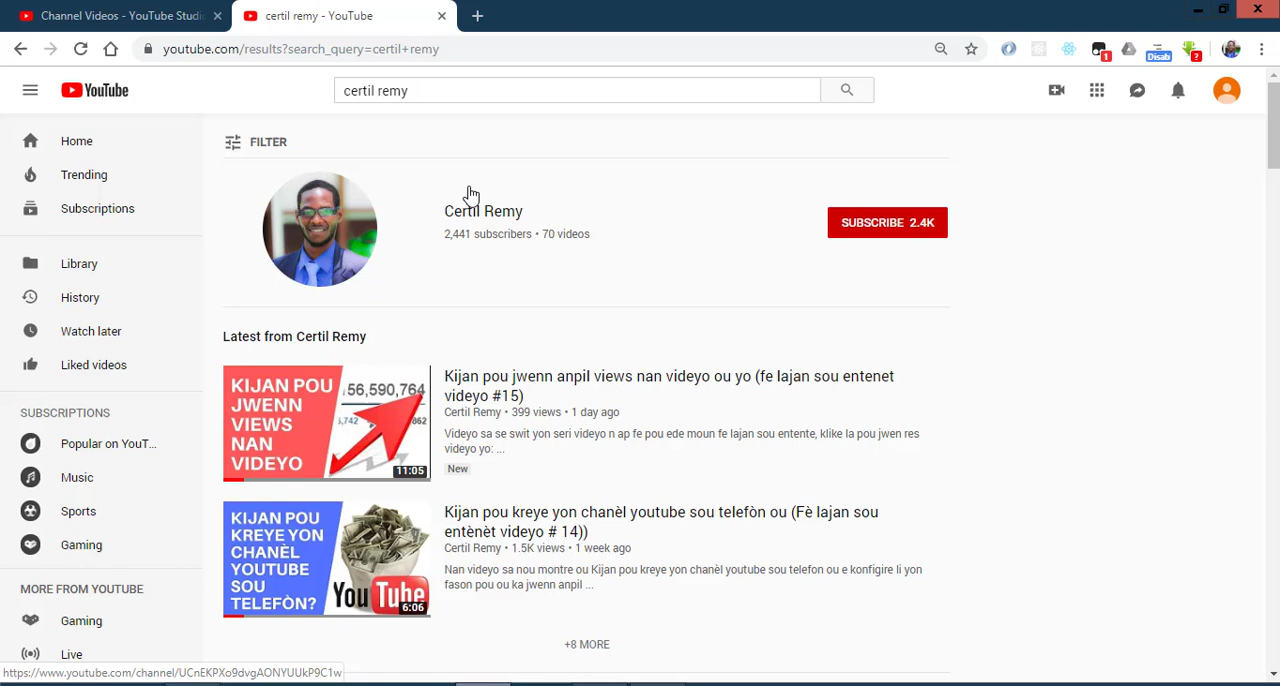 Channel Videos - YouTube Studi
certil remy - YouTube
youtube.com/results?search_query=certil+remy
1
Disab
?
YouTube
certil remy
Home
Trending
Subscriptions
Library
History
Watch later
Liked videos
SUBSCRIPTIONS
Popular on YouT...
Music
Sports
Gaming
MORE FROM YOUTUBE
Gaming
Live
FILTER
Certil Remy
2,441 subscribers • 70 videos
SUBSCRIBE 2.4K
Latest from Certil Remy
KIJAN POU
JWENN
VIEWS
NAN
VIDEYO
56,590,764
,742
862
11:05
Kijan pou jwenn anpil views nan videyo ou yo (fe lajan sou entenet
videyo #15)
Certil Remy • 399 views • 1 day ago
Videyo sa se swit yon seri videyo n ap fe pou ede moun fe lajan sou entente, klike la pou jwen res
videyo yo: ...
New
KIJAN POU
KREYE YON
CHANÈL
YOUTUBE
SOU
TELEFÒN?
YouTube
6:06
Kijan pou kreye yon chanèl youtube sou telefòn ou (Fè lajan sou
entènèt videyo # 14))
Certil Remy • 1.5K views • 1 week ago
Nan videyo sa nou montre ou Kijan pou kreye yon chanèl youtube sou telefon ou e konfigire li yon
fason pou ou ka jwenn anpil ...
+8 MORE
https://www.youtube.com/channel/UCnEKPXo9dvgAONYUUkP9C1w